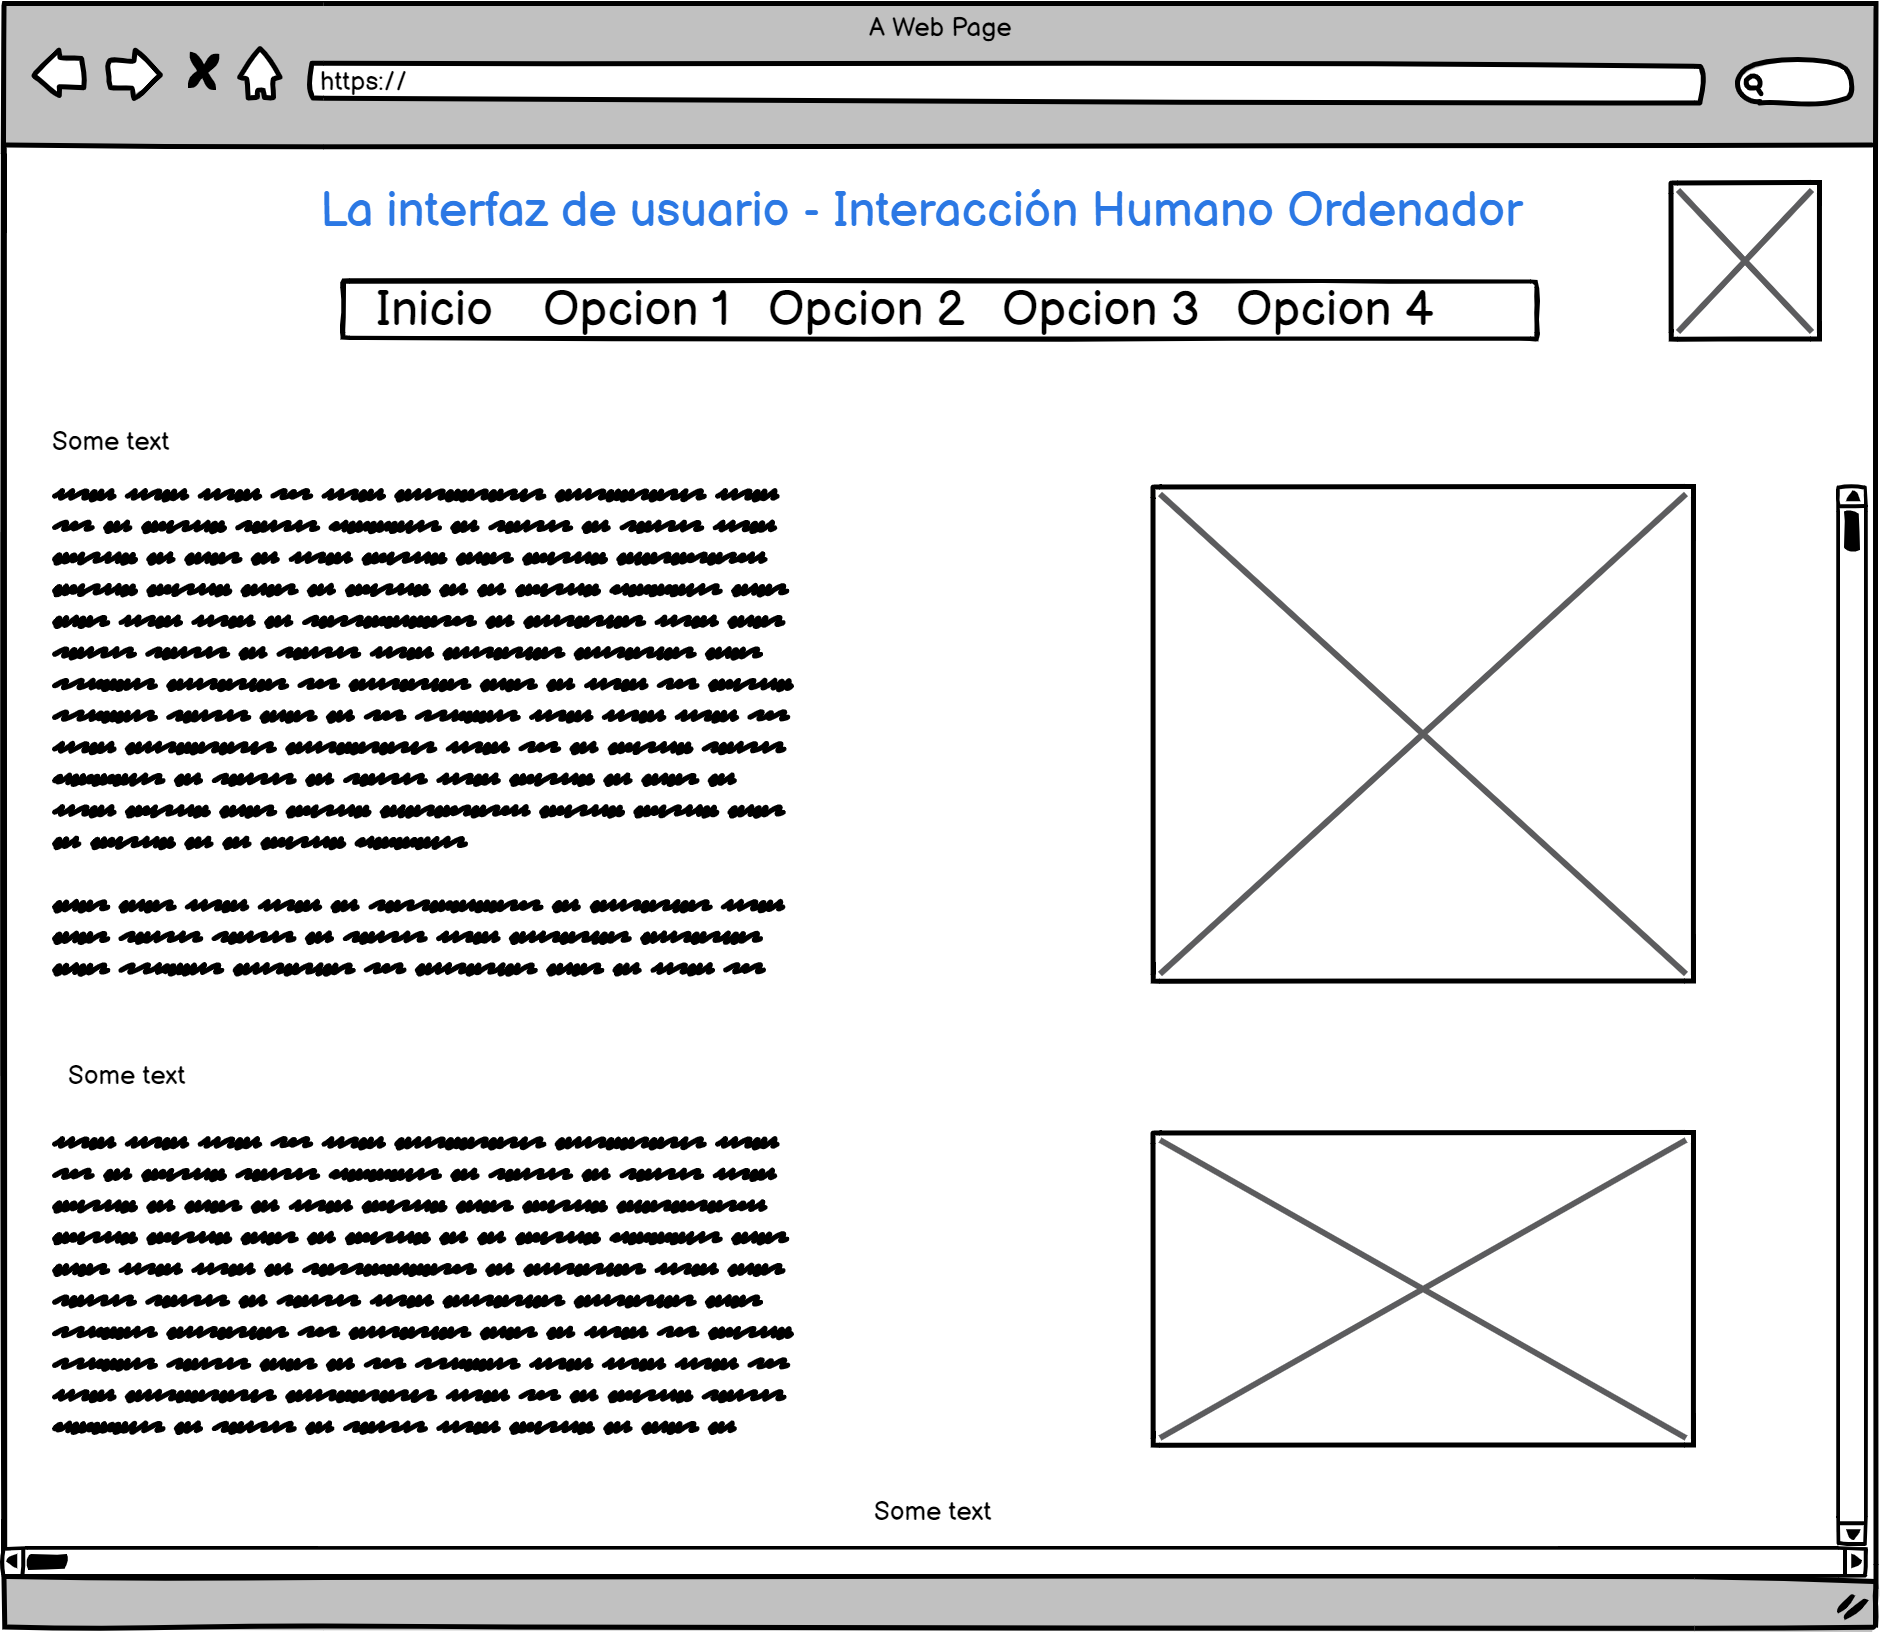 A Web Page
https://
La interfaz de usuario - Interacción Humano Ordenador
Inicio Opcion 1 Opcion 2 Opcion 3 Opcion 4
Some text
Some text
Some text